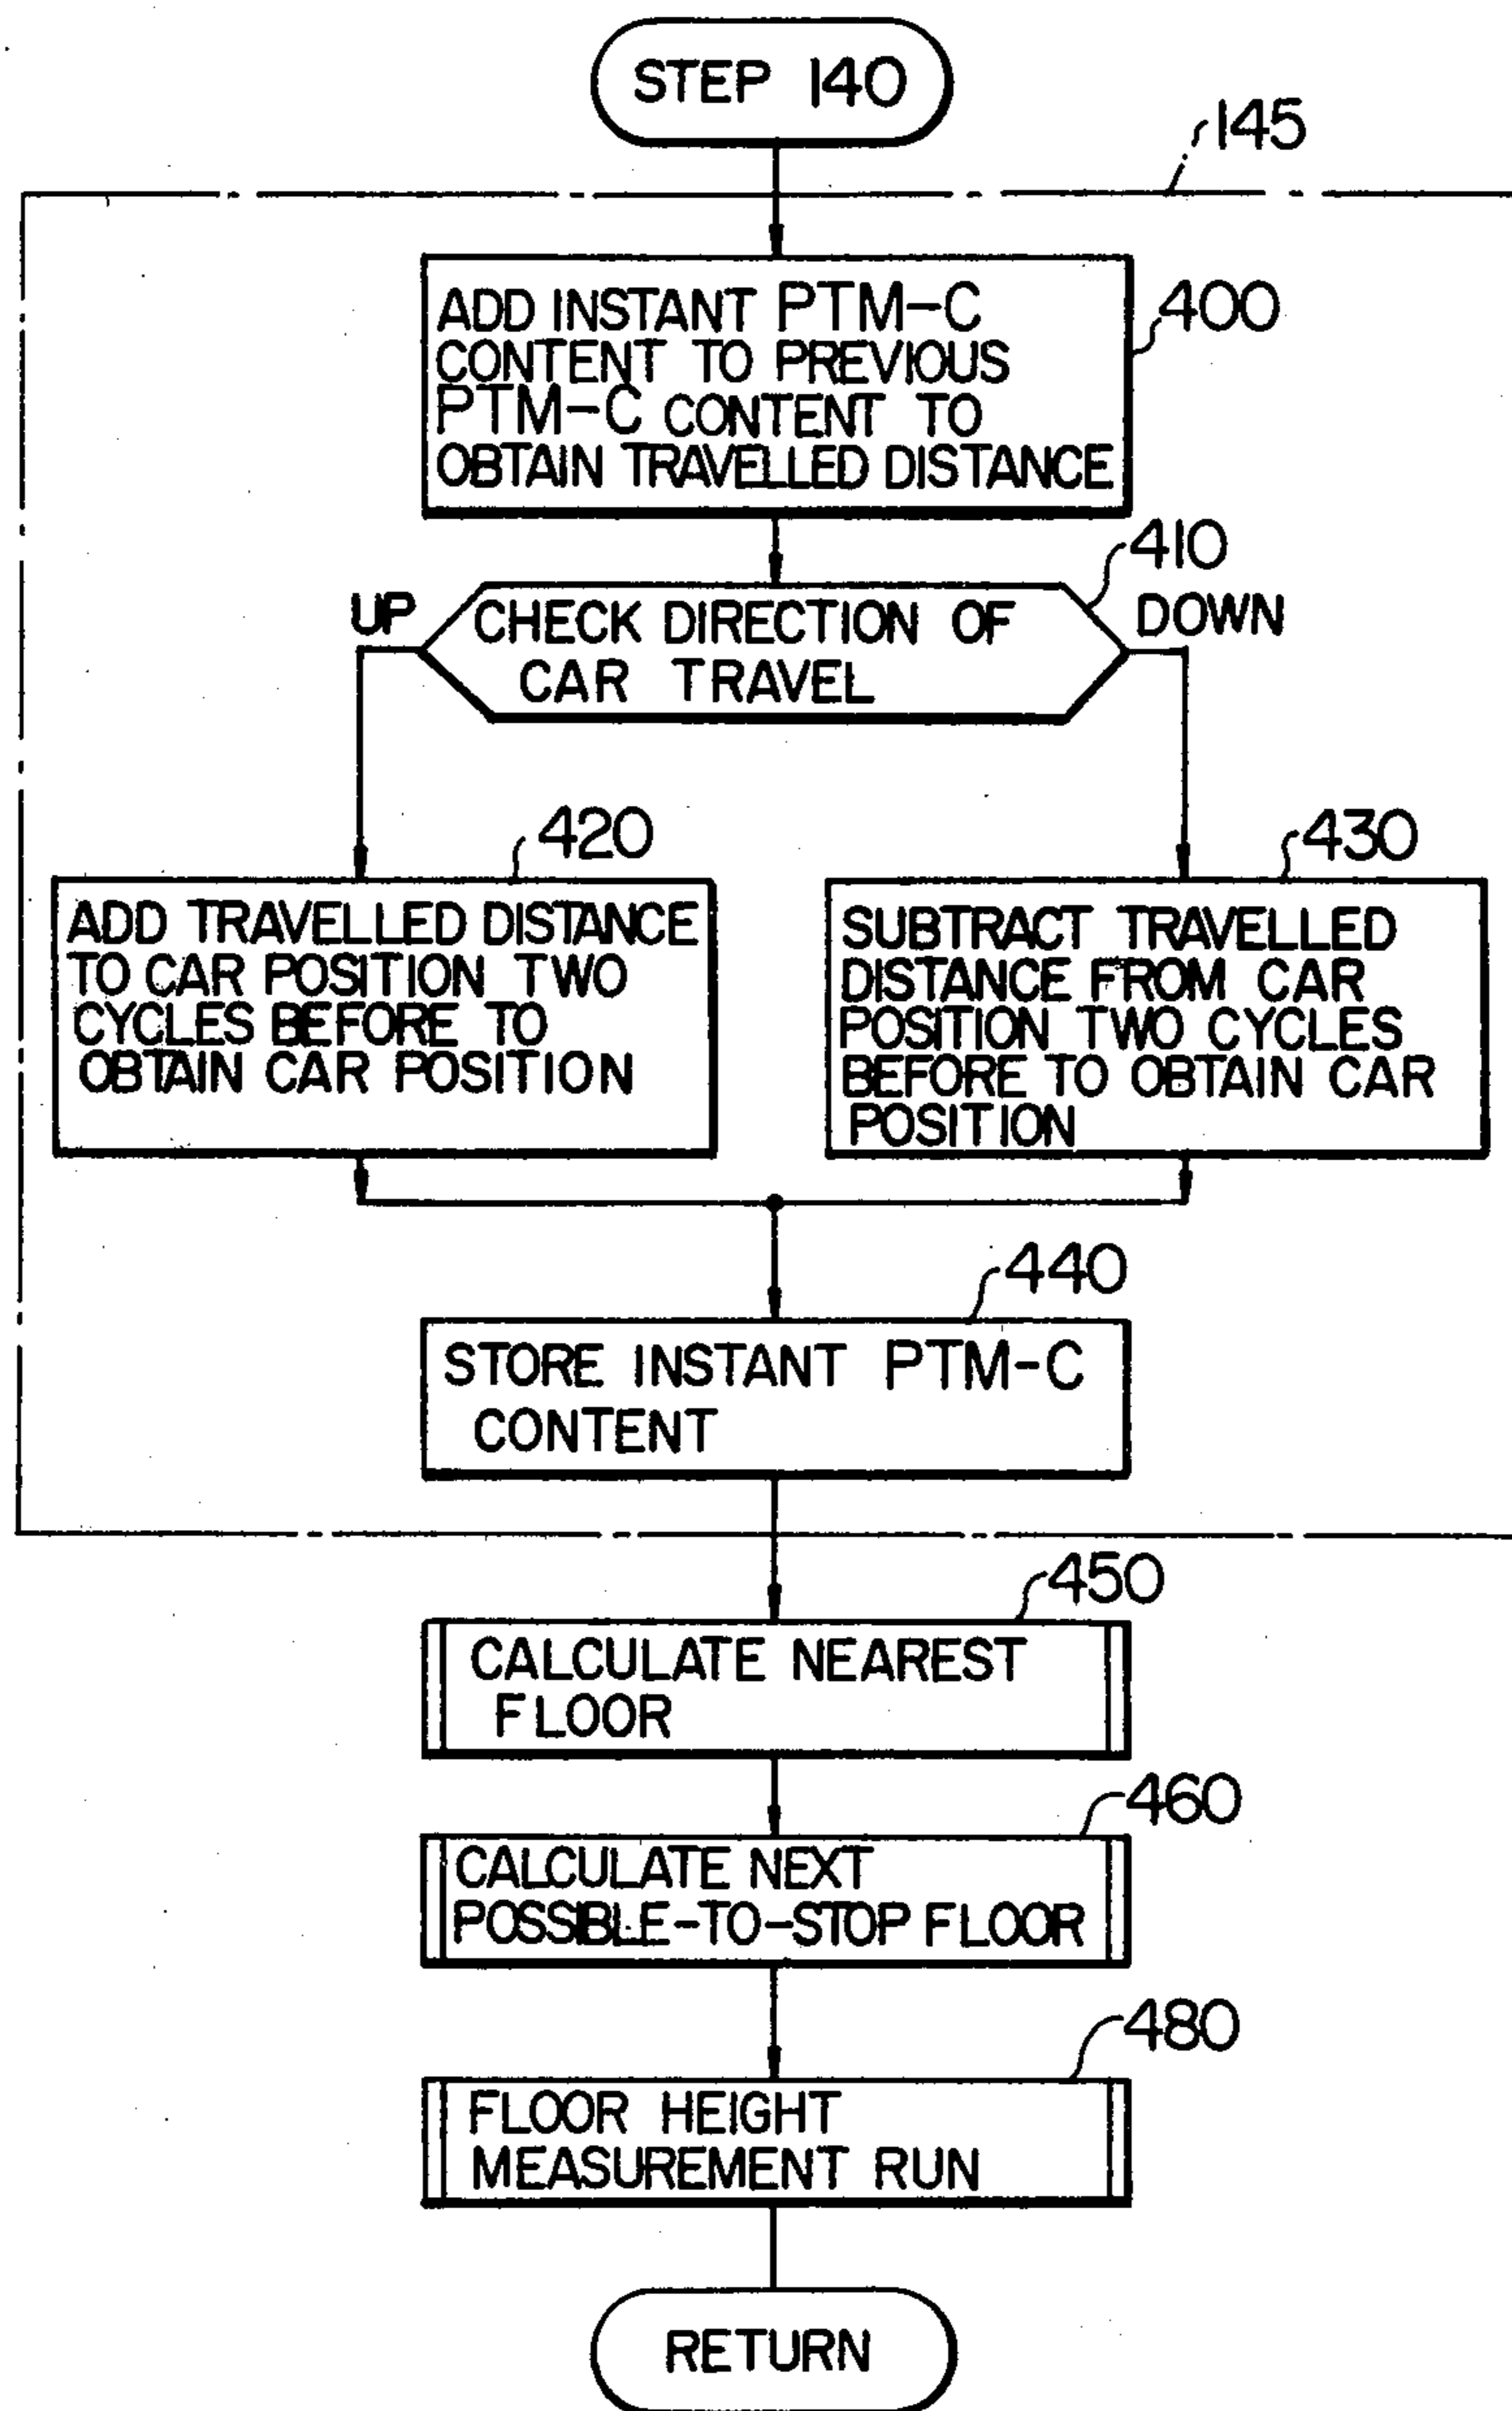 STEP 140
145
ADD INSTANT PTM-C
CONTENT TO PREVIOUS
PTM-C CONTENT TO
OBTAIN TRAVELLED DISTANCE
400
410
UP
CHECK DIRECTION OF
CAR TRAVEL
DOWN
420
ADD TRAVELLED DISTANCE
TO CAR POSITION TWO
CYCLES BEFORE TO
OBTAIN CAR POSITION
430
SUBTRACT TRAVELLED
DISTANCE FROM CAR
POSITION TWO CYCLES
BEFORE TO OBTAIN CAR
POSITION
440
STORE INSTANT PTM-C
CONTENT
450
CALCULATE NEAREST
FLOOR
460
CALCULATE NEXT
POSSIBLE-TO-STOP FLOOR
480
FLOOR HEIGHT
MEASUREMENT RUN
RETURN